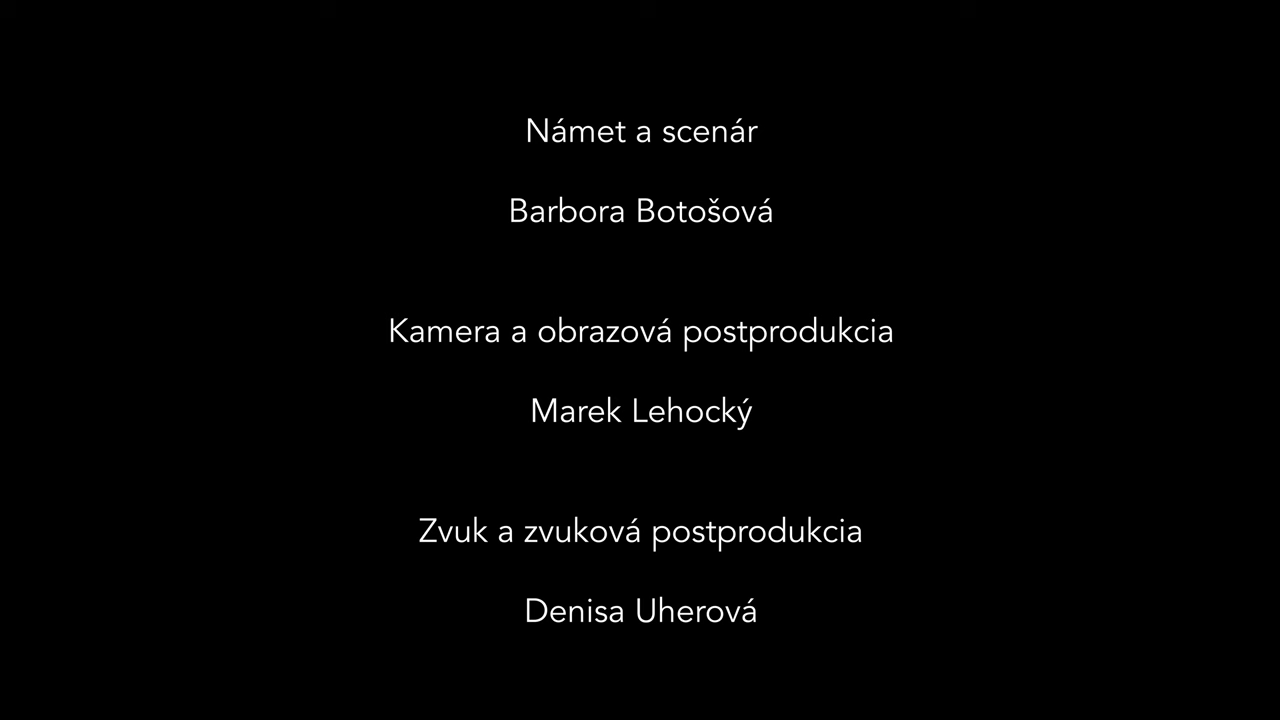 Námet a scenár
Barbora Botošová
Kamera a obrazová postprodukcia
Marek Lehocký
Zvuk a zvuková postprodukcia
Denisa Uherová